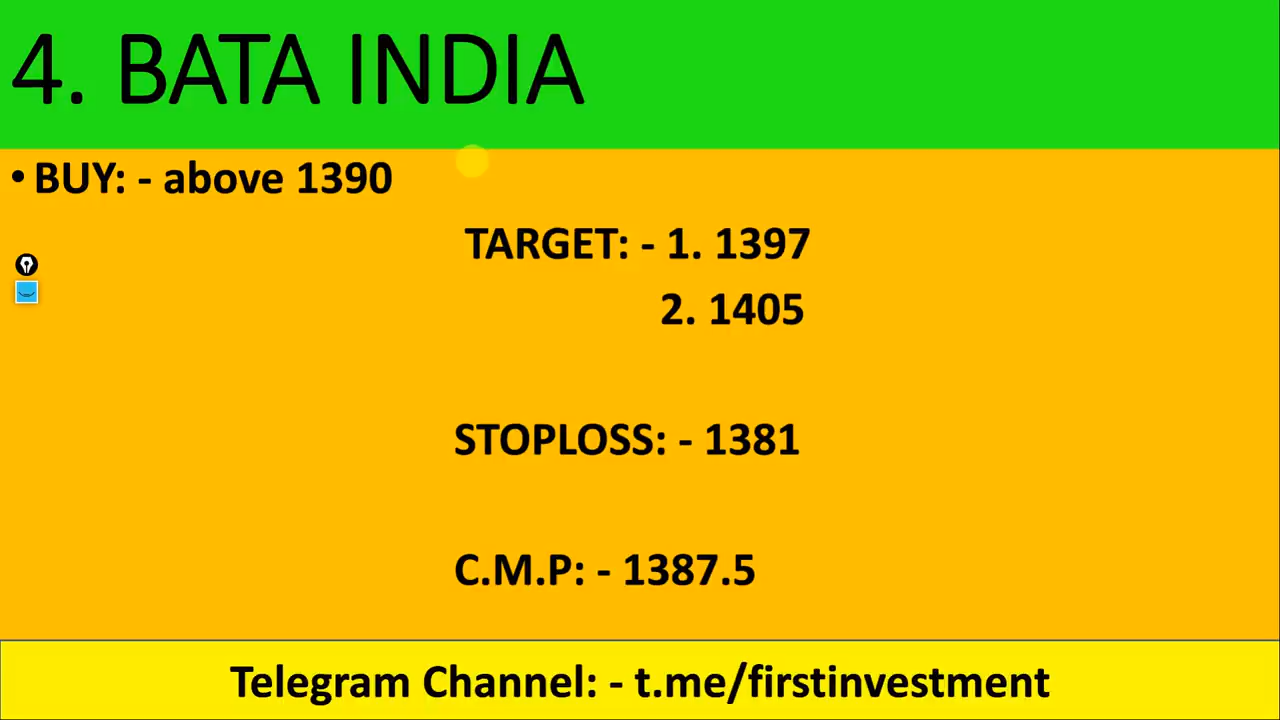 4. BATA INDIA
• BUY: - above 1390
TARGET: - 1. 1397
2. 1405
STOPLOSS: - 1381
C.M.P: - 1387.5
Telegram Channel: - t.me/firstinvestment